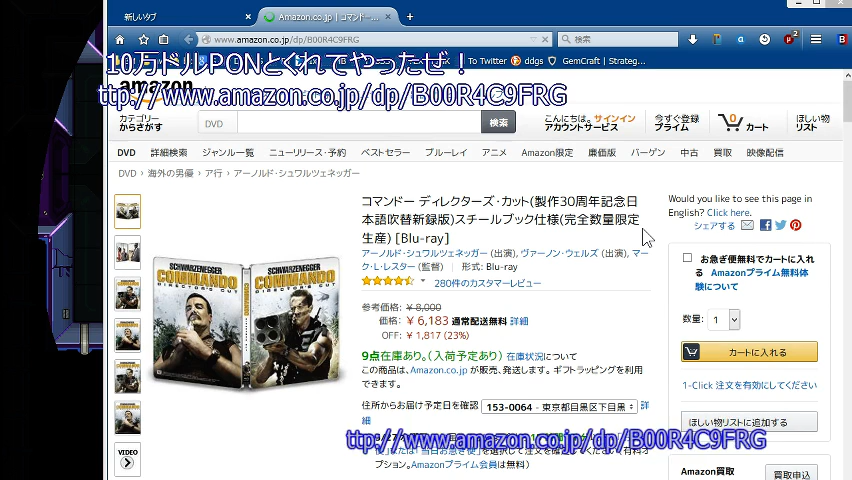 新しいタブ
Amazon.co.jp | コマンドー…
www.amazon.co.jp/dp/B00R4C9FRG
検索
10万ドルPONとくれてやったぜ！
To Twitter
ddgs
GemCraft | Strateg...
amazon
ttp://www.amazon.co.jp/dp/B00R4C9FRG
カテゴリー
からさがす
DVD
検索
こんにちは。サインイン
アカウントサービス
今すぐ登録
プライム
0
カート
ほしい物
リスト
DVD 詳細検索 ジャンル一覧 ニューリリース・予約 ベストセラー ブルーレイ アニメ Amazon限定 廉価版 バーゲン 中古 買取 映像配信
DVD › 海外の男優 › ア行 › アーノルド・シュワルツェネッガー
コマンドー ディレクターズ・カット(製作30周年記念日
本語吹替新録版)スチールブック仕様(完全数量限定
生産) [Blu-ray]
アーノルド・シュワルツェネッガー (出演), ヴァーノン・ウェルズ (出演), マー
ク・L・レスター (監督) | 形式: Blu-ray
280件のカスタマーレビュー
参考価格: ￥ 8,000
価格: ￥ 6,183 通常配送無料 詳細
OFF: ￥ 1,817 (23%)
9点在庫あり。(入荷予定あり) 在庫状況について
この商品は、Amazon.co.jp が販売、発送します。 ギフトラッピングを利用
できます。
住所からお届け予定日を確認 153-0064 - 東京都目黒区下目黒 詳
細
ttp://www.amazon.co.jp/dp/B00R4C9FRG
オプション。Amazonプライム会員は無料)
SCHWARZENEGGER
COMMANDO
DIRECTOR'S CUT
SCHWARZENEGGER
COMMANDO
DIRECTOR'S CUT
VIDEO
Would you like to see this page in
English? Click here.
シェアする
お急ぎ便無料でカートに入れ
る Amazonプライム無料体
験について
数量: 1
カートに入れる
1-Click 注文を有効にしてください
ほしい物リストに追加する
Amazon買取
買取申込